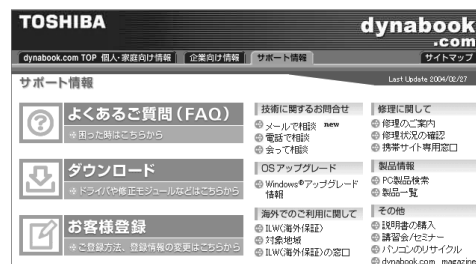 TOSHIBA
dynabook
.com
dynabook.com TOP 個人・家庭向け情報 企業向け情報 サポート情報 サイトマップ
サポート情報
Last Update 2004/02/27
よくあるご質問(FAQ)
困った時はこちらから
ダウンロード
ドライバや修正モジュールなどはこちらから
お客様登録
ご登録方法、登録情報の変更はこちらから
技術に関するお問合せ
メールで相談 new
電話で相談
会って相談
OSアップグレード
Windows®アップグレード
情報
海外でのご利用に関して
ILW(海外保証)
対象地域
ILW(海外保証)の窓口
修理に関して
修理のご案内
修理状況の確認
携帯サイト専用窓口
製品情報
PC製品検索
製品一覧
その他
説明書の購入
講習会/セミナー
パソコンのリサイクル
dynabook.com magazine